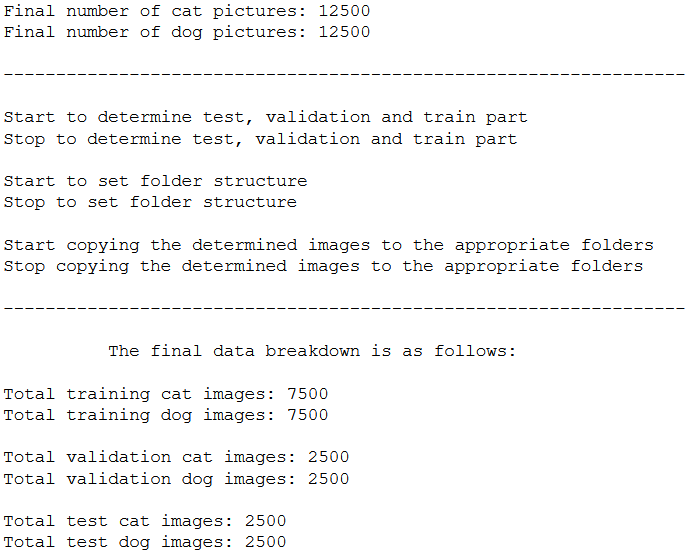 Final number of cat pictures: 12500
Final number of dog pictures: 12500
-----------------------------------------------------------------
Start to determine test, validation and train part
Stop to determine test, validation and train part
Start to set folder structure
Stop to set folder structure
Start copying the determined images to the appropriate folders
Stop copying the determined images to the appropriate folders
-----------------------------------------------------------------
The final data breakdown is as follows:
Total training cat images: 7500
Total training dog images: 7500
Total validation cat images: 2500
Total validation dog images: 2500
Total test cat images: 2500
Total test dog images: 2500